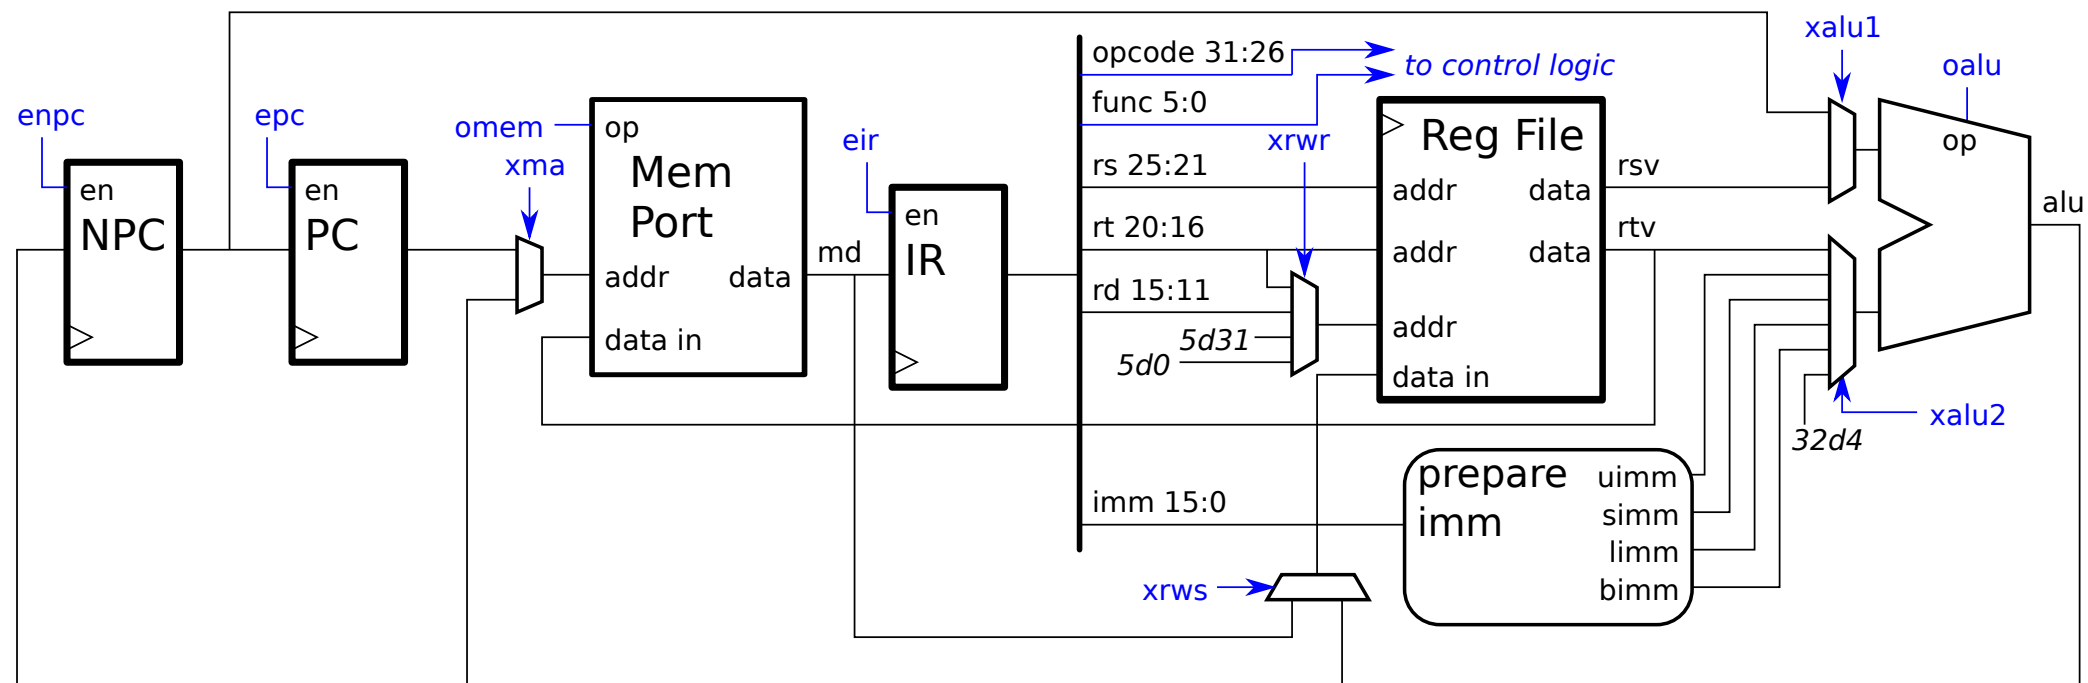 enpc
en
NPC
epc
en
PC
omem
xma
op
Mem
Port
addr
data
data in
md
eir
en
IR
opcode 31:26
to control logic
func 5:0
xrwr
rs 25:21
rt 20:16
rd 15:11
5d31
5d0
imm 15:0
Reg File
addr
data
addr
data
addr
data in
rsv
rtv
xrws
prepare
imm
uimm
simm
limm
bimm
xalu1
oalu
op
alu
xalu2
32d4